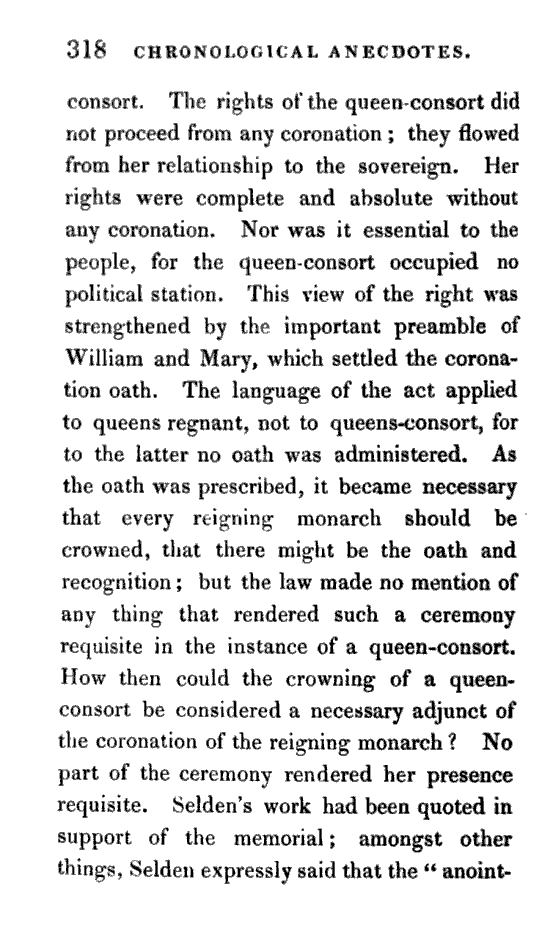 318 CHRONOLOGICAL ANECDOTES.
consort. The rights of the queen-consort did
not proceed from any coronation ; they flowed
from her relationship to the sovereign. Her
rights were complete and absolute without
any coronation. Nor was it essential to the
people, for the queen-consort occupied no
political station. This view of the right was
strengthened by the important preamble of
William and Mary, which settled the corona-
tion oath. The language of the act applied
to queens regnant, not to queens-consort, for
to the latter no oath was administered. As
the oath was prescribed, it became necessary
that every reigning monarch should be
crowned, that there might be the oath and
recognition ; but the law made no mention of
any thing that rendered such a ceremony
requisite in the instance of a queen-consort.
How then could the crowning of a queen-
consort be considered a necessary adjunct of
the coronation of the reigning monarch ? No
part of the ceremony rendered her presence
requisite. Selden's work had been quoted in
support of the memorial ; amongst other
things, Selden expressly said that the “ anoint-